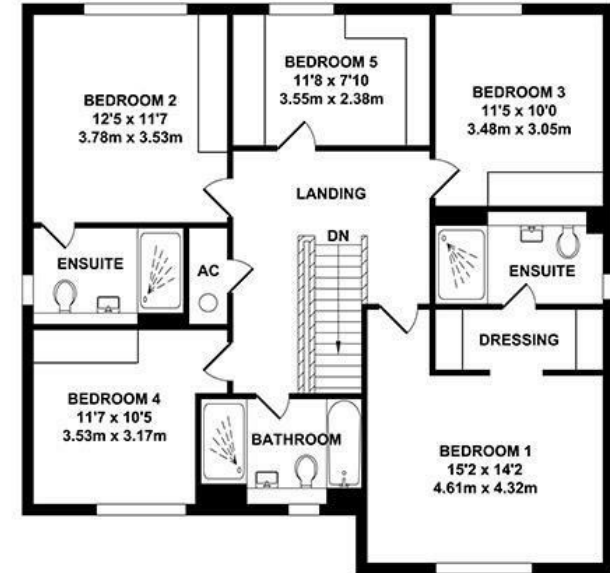 BEDROOM 2
12'5 x 11'7
3.78m x 3.53m
BEDROOM 5
11'8 x 7'10
3.55m x 2.38m
BEDROOM 3
11'5 x 10'0
3.48m x 3.05m
LANDING
DN
ENSUITE
AC
ENSUITE
DRESSING
BEDROOM 4
11'7 x 10'5
3.53m x 3.17m
BATHROOM
BEDROOM 1
15'2 x 14'2
4.61m x 4.32m